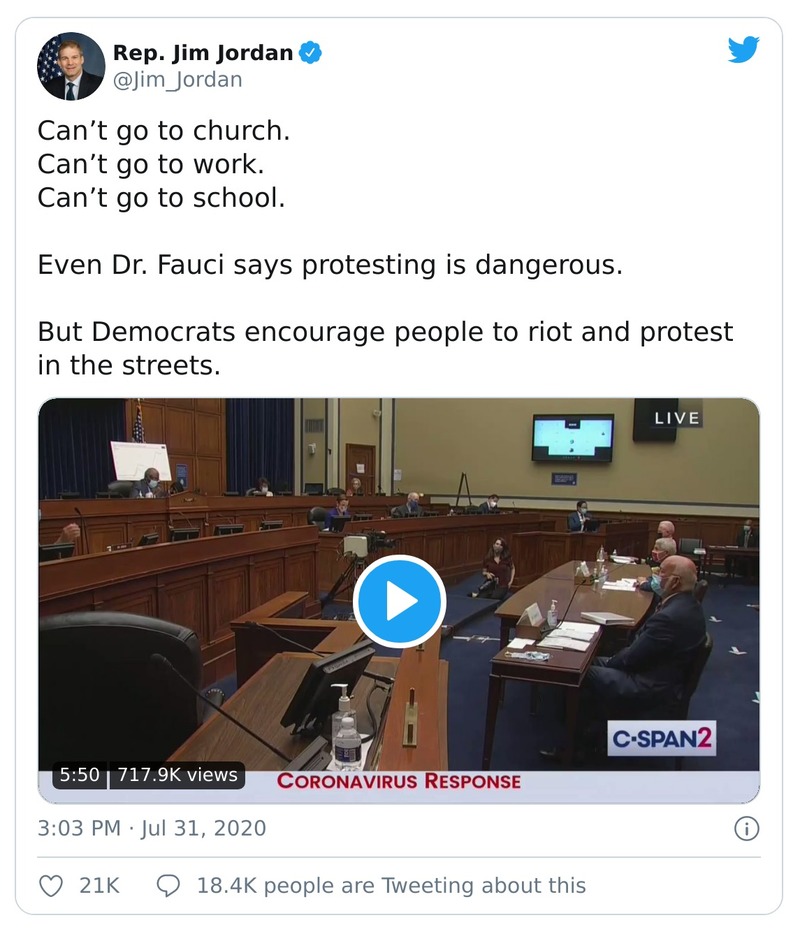 Rep. Jim Jordan
@Jim_Jordan
Can’t go to church.
Can’t go to work.
Can’t go to school.
Even Dr. Fauci says protesting is dangerous.
But Democrats encourage people to riot and protest
in the streets.
LIVE
C-SPAN2
5:50 717.9K views
CORONAVIRUS RESPONSE
3:03 PM · Jul 31, 2020
21K 18.4K people are Tweeting about this